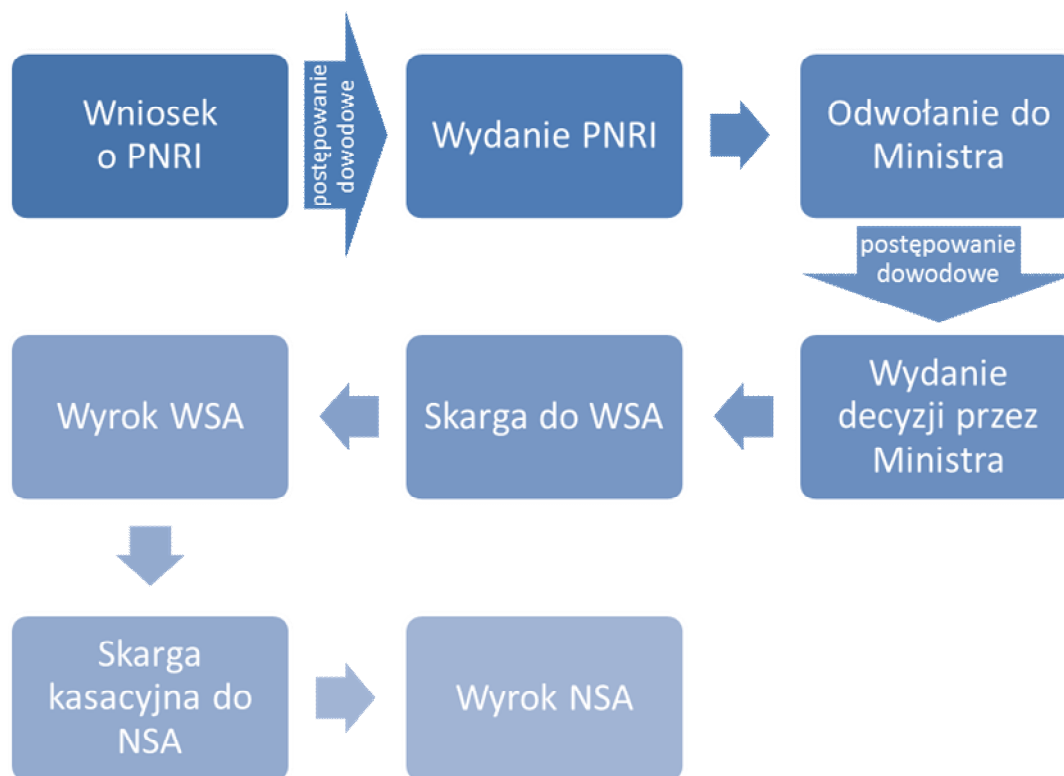 Wniosek
o PNRI
postępowanie
dowodowe
Wydanie PNRI
Odwołanie do
Ministra
postępowanie
dowodowe
Wydanie
decyzji przez
Ministra
Skarga do WSA
Wyrok WSA
Skarga
kasacyjna do
NSA
Wyrok NSA